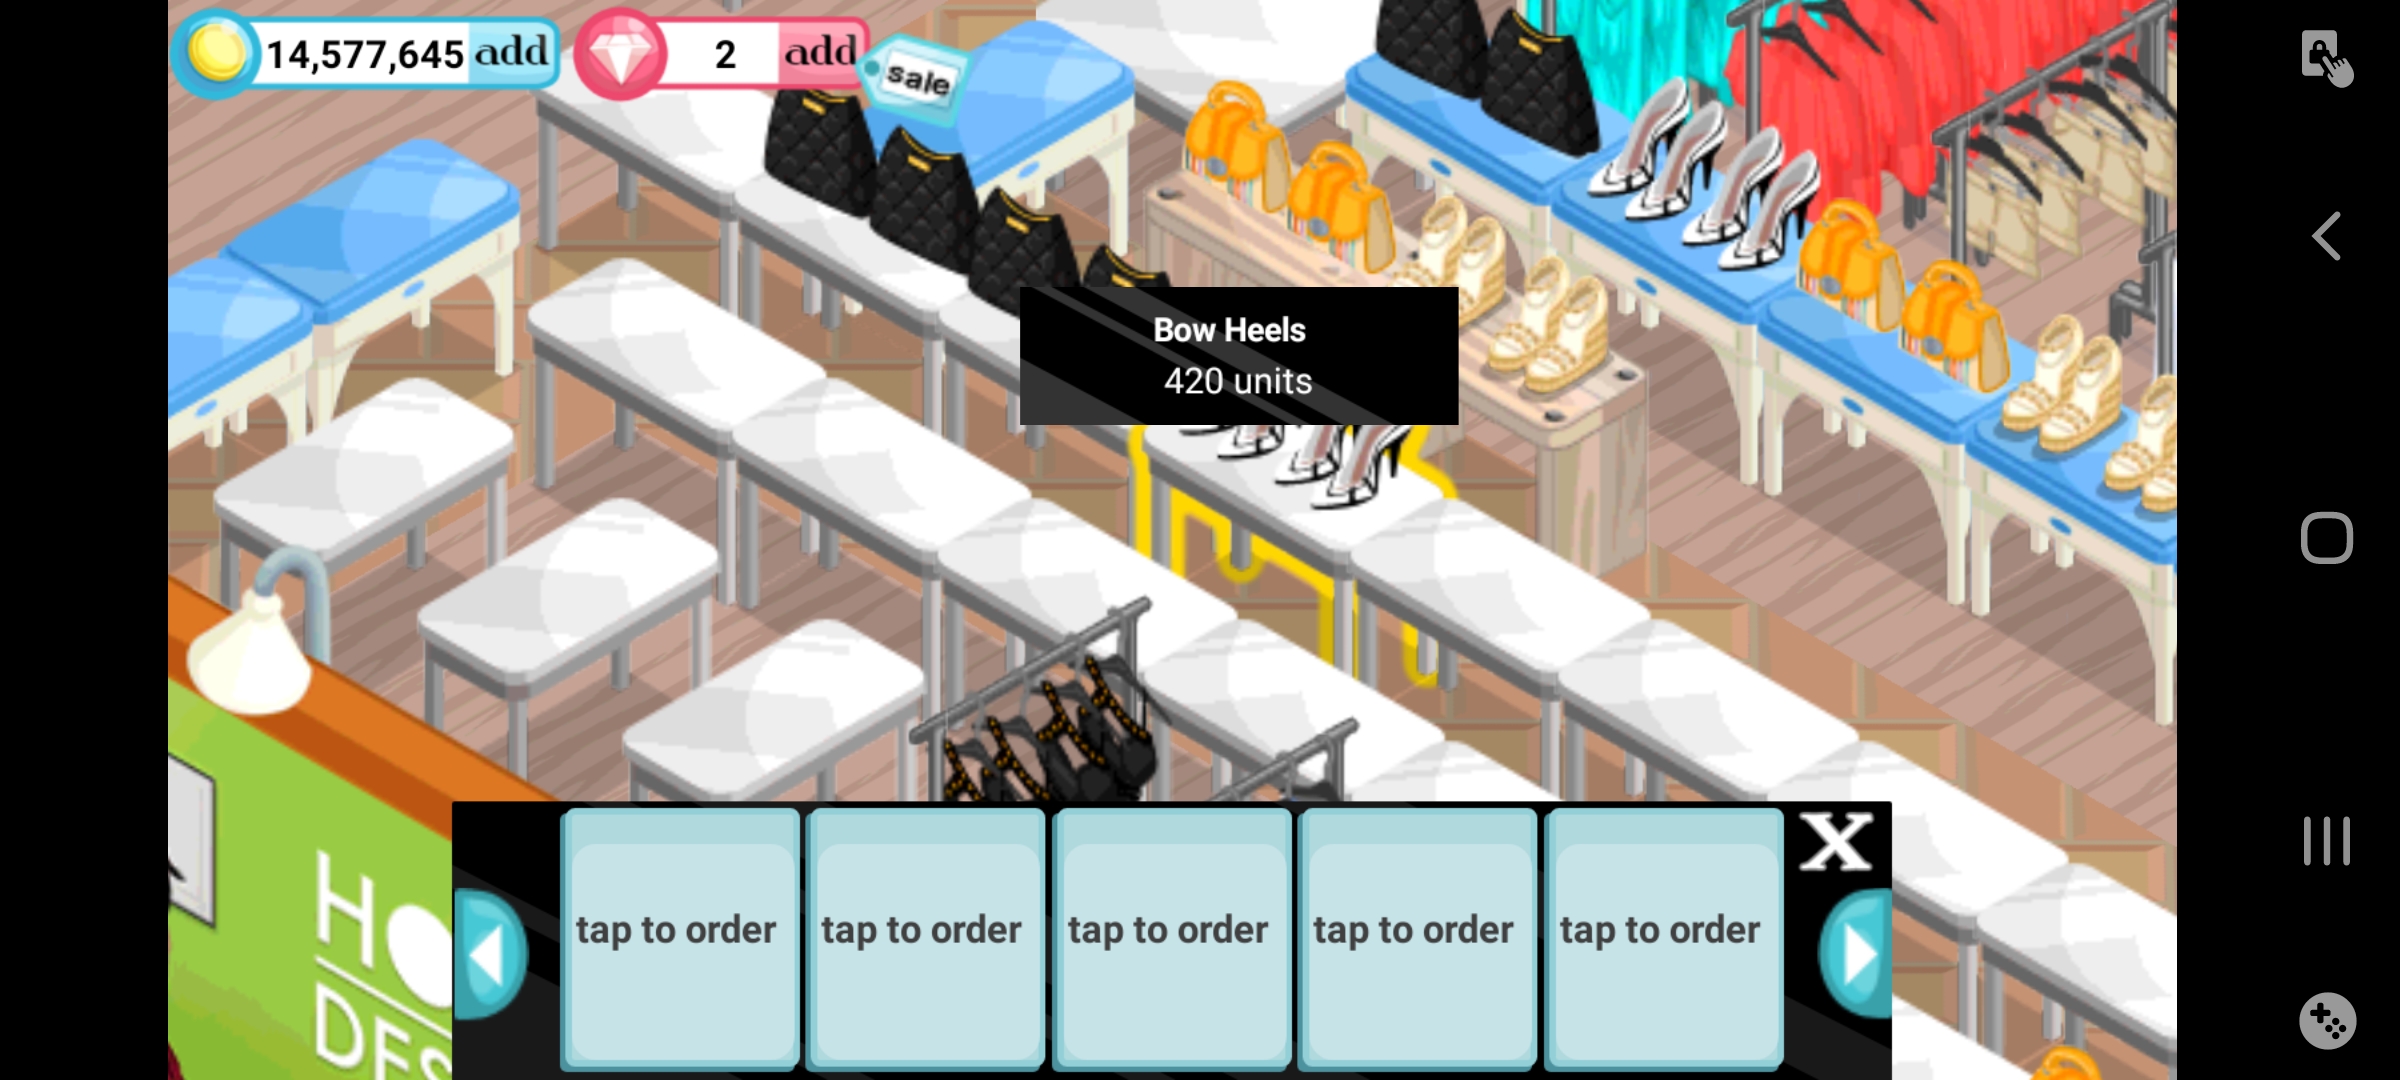 14,577,645 add
2 add
sale
Bow Heels
420 units
tap to order
tap to order
tap to order
tap to order
tap to order
X